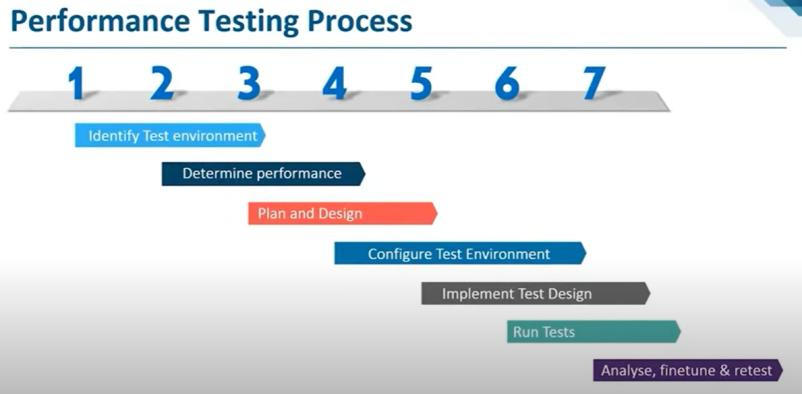 Performance Testing Process
1 2 3 4 5 6 7
Identify Test environment
Determine performance
Plan and Design
Configure Test Environment
Implement Test Design
Run Tests
Analyse, finetune & retest